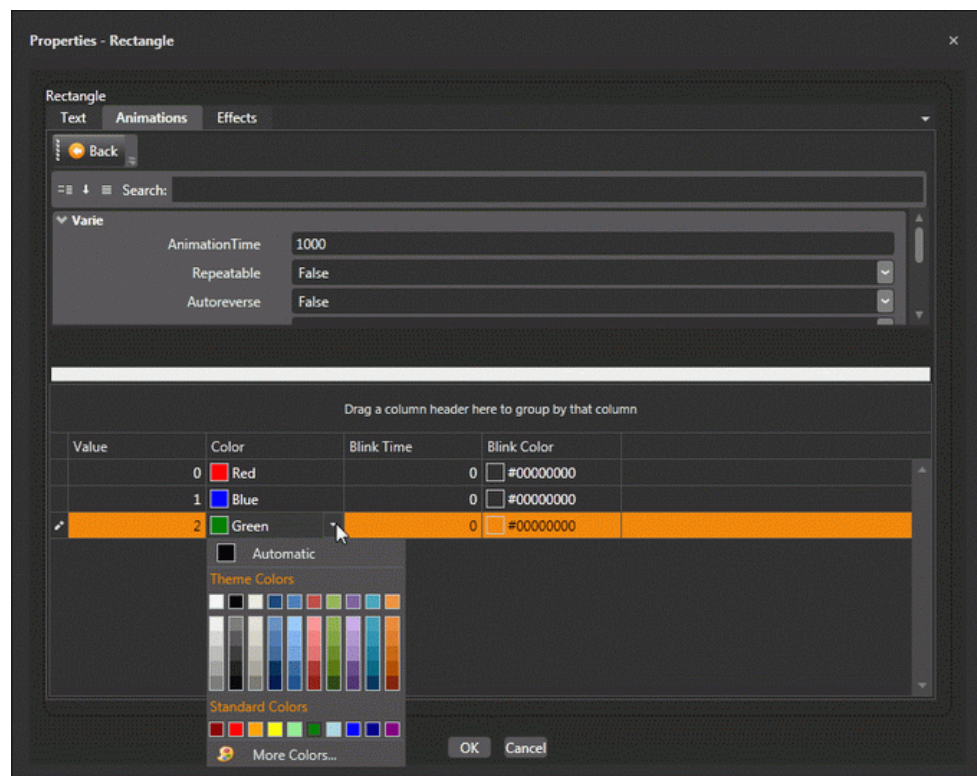 Properties - Rectangle
Rectangle
Text Animations Effects
Back
Search:
Varie
AnimationTime 1000
Repeatable False
Autoreverse False
Drag a column header here to group by that column
Value Color Blink Time Blink Color
0 Red 0 #00000000
1 Blue 0 #00000000
2 Green 0 #00000000
Automatic
Theme Colors
Standard Colors
More Colors...
OK Cancel